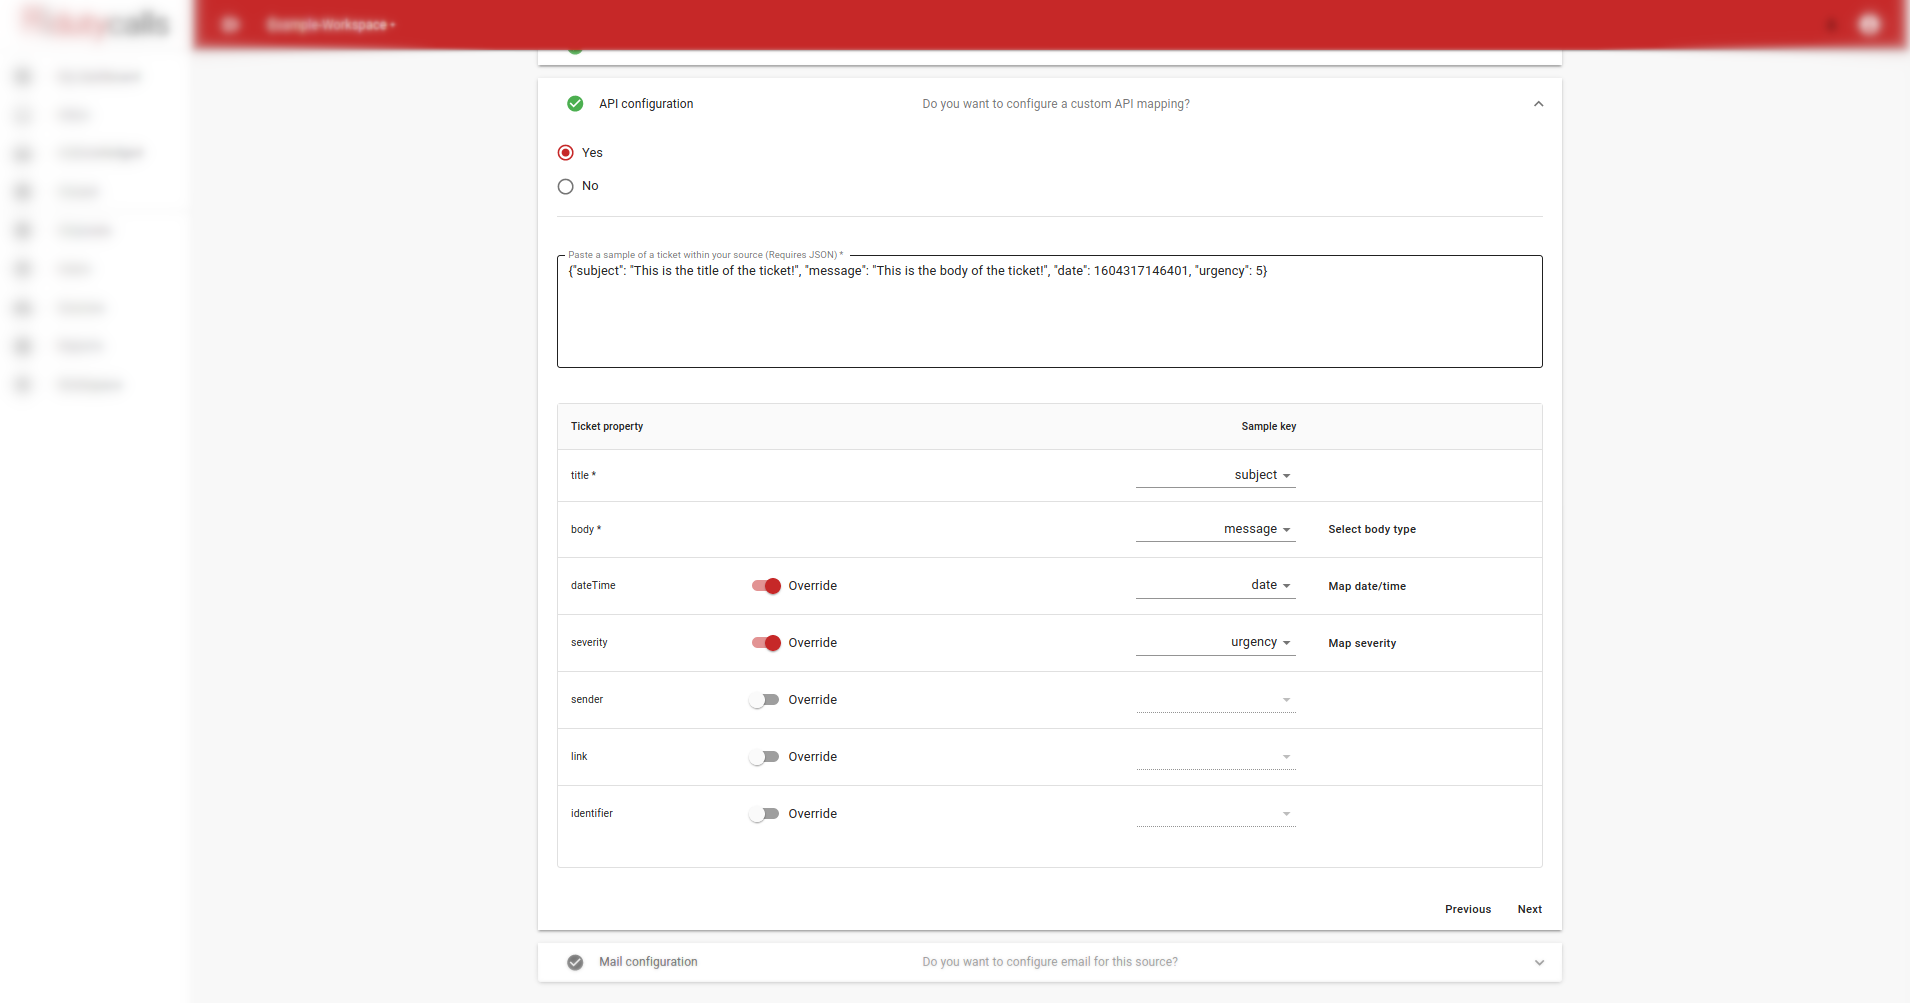 dutycalls
Example-Workspace
API configuration
Do you want to configure a custom API mapping?
Yes
No
Paste a sample of a ticket within your source (Requires JSON) *
{"subject": "This is the title of the ticket!", "message": "This is the body of the ticket!", "date": 1604317146401, "urgency": 5}
Ticket property
Sample key
title *
subject
body *
message
Select body type
dateTime
Override
date
Map date/time
severity
Override
urgency
Map severity
sender
Override
link
Override
identifier
Override
Previous
Next
Mail configuration
Do you want to configure email for this source?